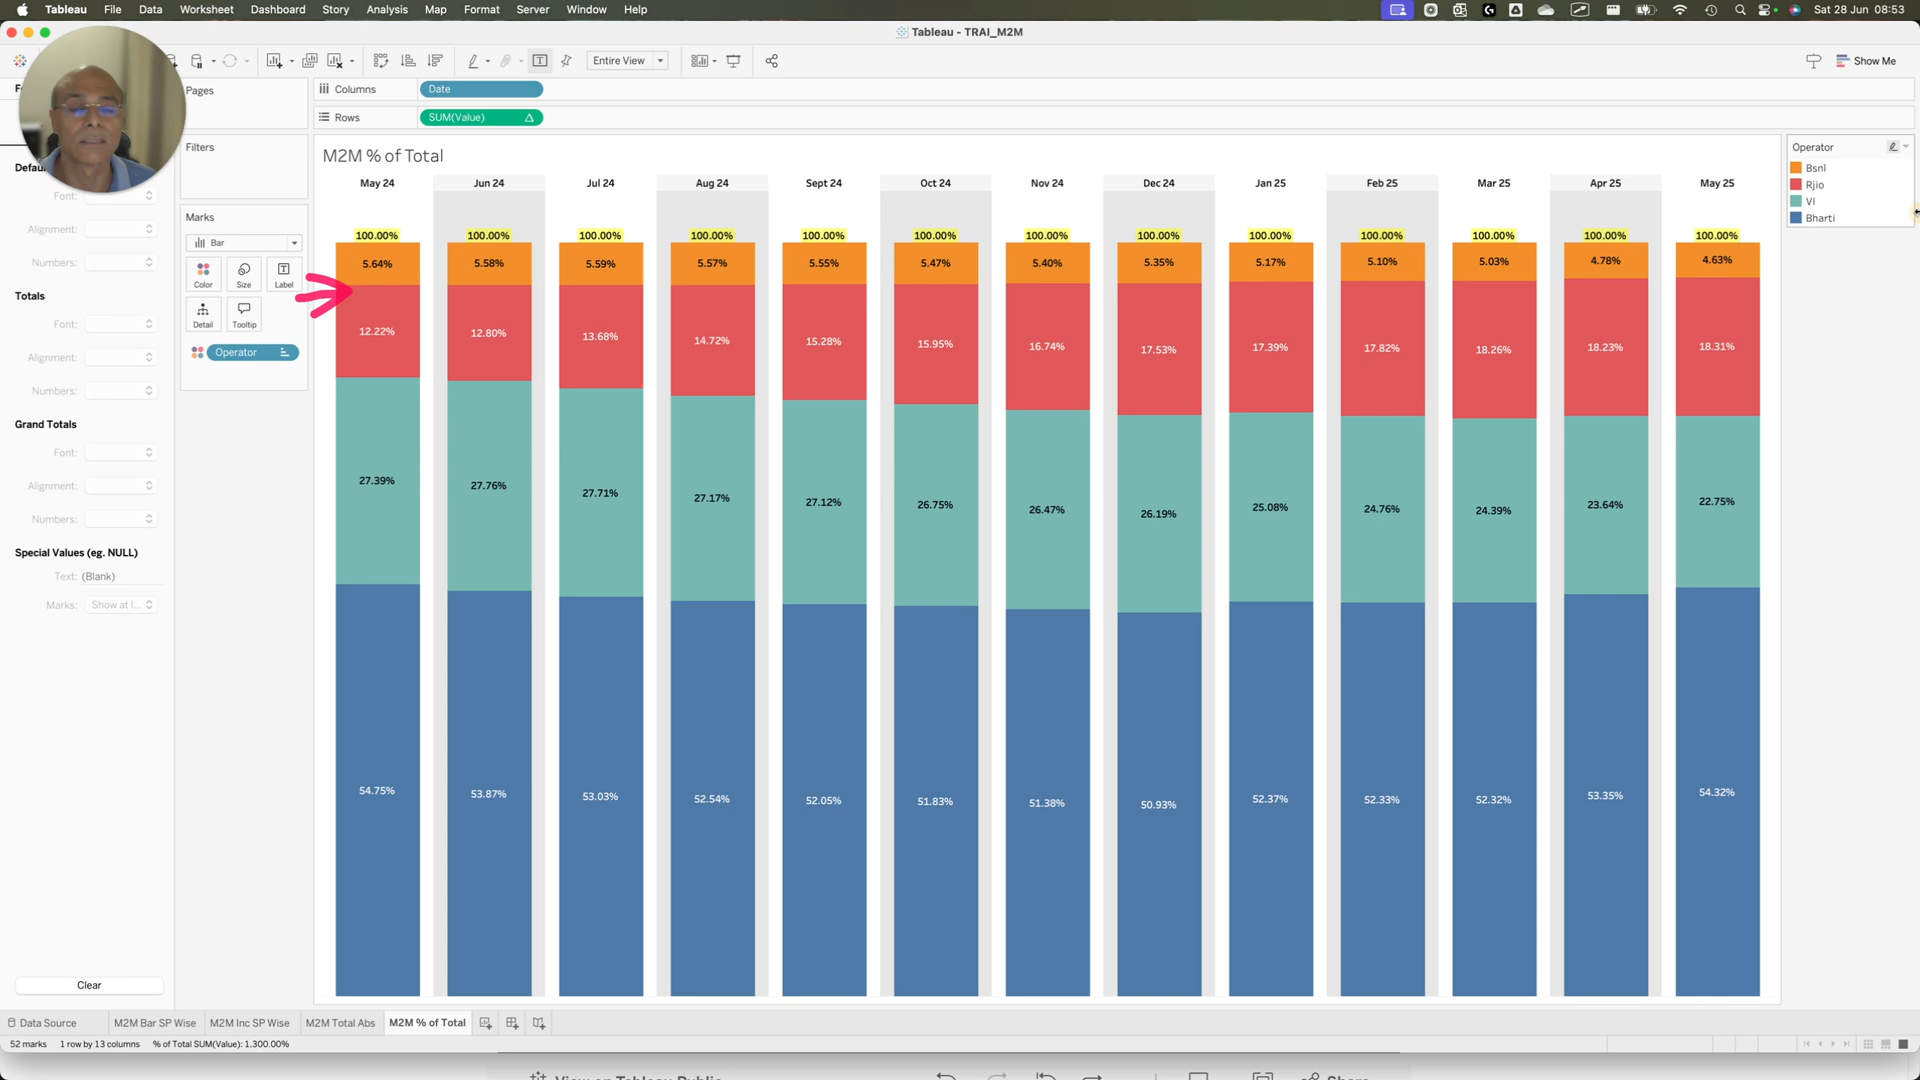 Tableau File Data Worksheet Dashboard Story Analysis Map Format Server Window Help
Sat 28 Jun 08:53
Tableau - TRAI_M2M
Entire View
Show Me
Pages
Columns
Date
Rows
SUM(Value)
Filters
Marks
Bar
Color
Size
Label
Detail
Tooltip
Operator
Font:
Alignment:
Numbers:
Totals
Font:
Alignment:
Numbers:
Grand Totals
Font:
Alignment:
Numbers:
Special Values (eg. NULL)
Text: (Blank)
Marks: Show at l...
Clear
M2M % of Total
May 24 Jun 24 Jul 24 Aug 24 Sept 24 Oct 24 Nov 24 Dec 24 Jan 25 Feb 25 Mar 25 Apr 25 May 25
100.00% 100.00% 100.00% 100.00% 100.00% 100.00% 100.00% 100.00% 100.00% 100.00% 100.00% 100.00% 100.00%
5.64% 5.58% 5.59% 5.57% 5.55% 5.47% 5.40% 5.35% 5.17% 5.10% 5.03% 4.78% 4.63%
12.22% 12.80% 13.68% 14.72% 15.28% 15.95% 16.74% 17.53% 17.39% 17.82% 18.26% 18.23% 18.31%
27.39% 27.76% 27.71% 27.17% 27.12% 26.75% 26.47% 26.19% 25.08% 24.76% 24.39% 23.64% 22.75%
54.75% 53.87% 53.03% 52.54% 52.05% 51.83% 51.38% 50.93% 52.37% 52.33% 52.32% 53.35% 54.32%
Operator
Bsnl
Rjio
VI
Bharti
Data Source
M2M Bar SP Wise
M2M Inc SP Wise
M2M Total Abs
M2M % of Total
52 marks 1 row by 13 columns % of Total SUM(Value): 1,300.00%